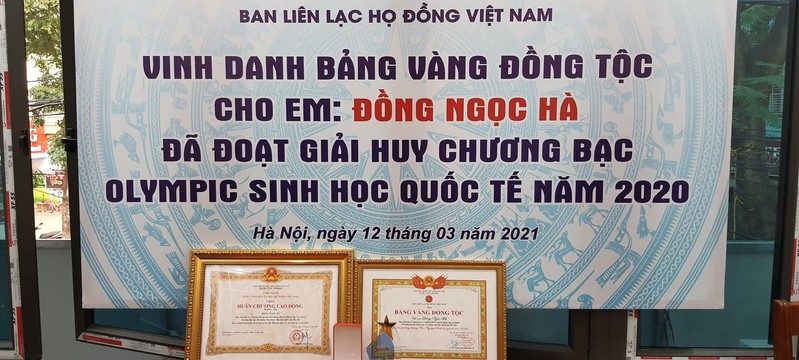 BAN LIÊN LẠC HỌ ĐỒNG VIỆT NAM
VINH DANH BẢNG VÀNG ĐỒNG TỘC
CHO EM: ĐỒNG NGỌC HÀ
ĐÃ ĐOẠT GIẢI HUY CHƯƠNG BẠC
OLYMPIC SINH HỌC QUỐC TẾ NĂM 2020
Hà Nội, ngày 12 tháng 03 năm 2021
HUÂN CHƯƠNG LAO ĐỘNG
BẢNG VÀNG ĐỒNG TỘC